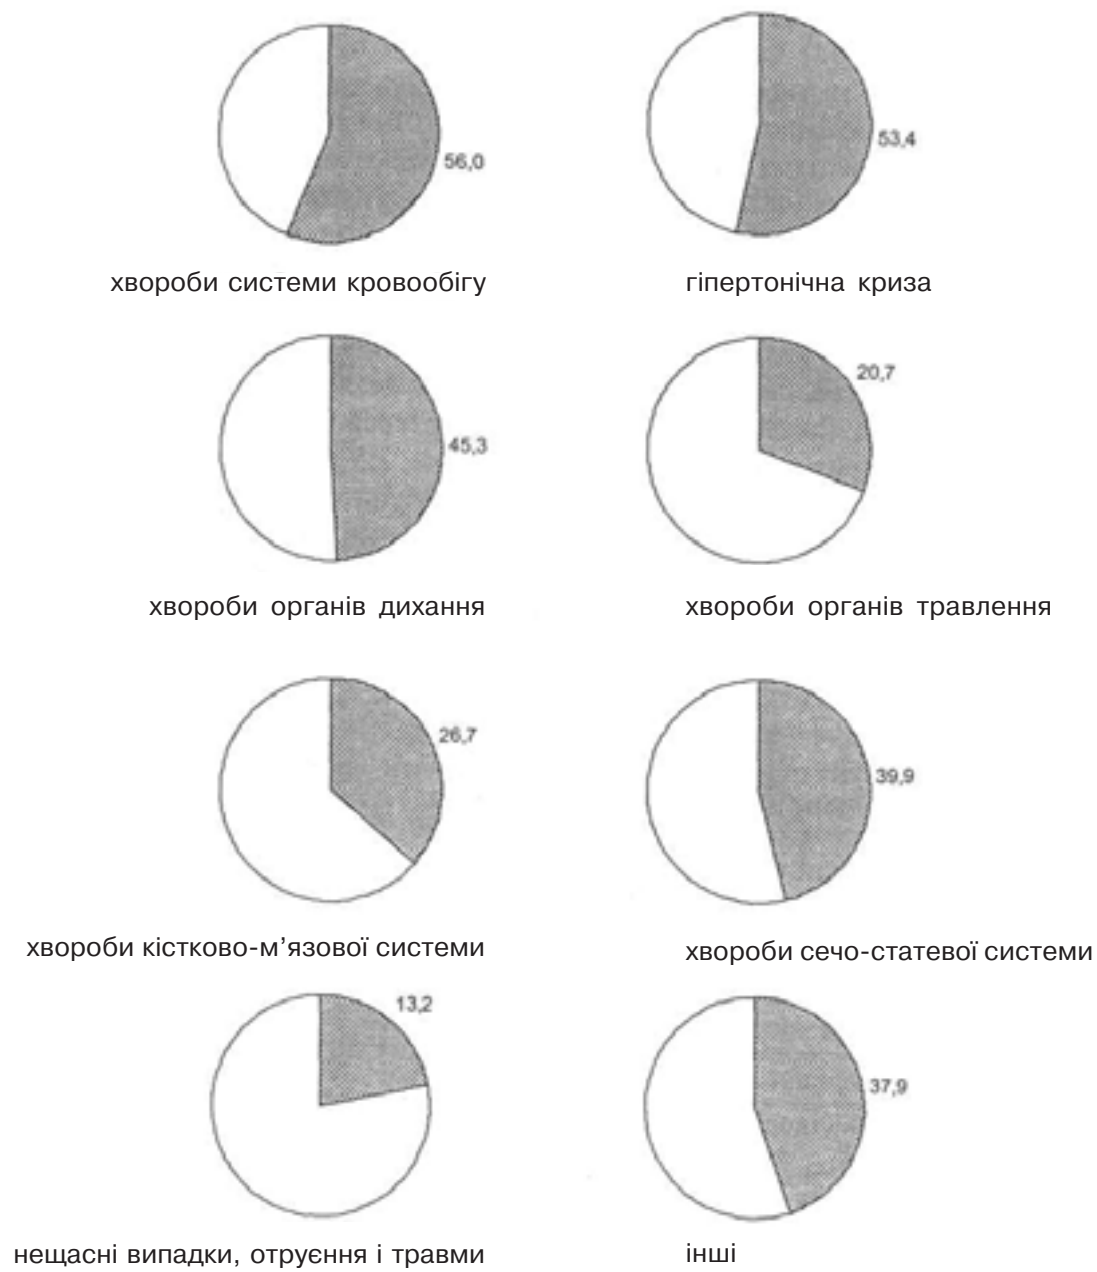 56,0
53,4
хвороби системи кровообігу
гіпертонічна криза
45,3
20,7
хвороби органів дихання
хвороби органів травлення
26,7
39,9
хвороби кістково-м’язової системи
хвороби сечо-статевої системи
13,2
37,9
нещасні випадки, отруєння і травми
інші